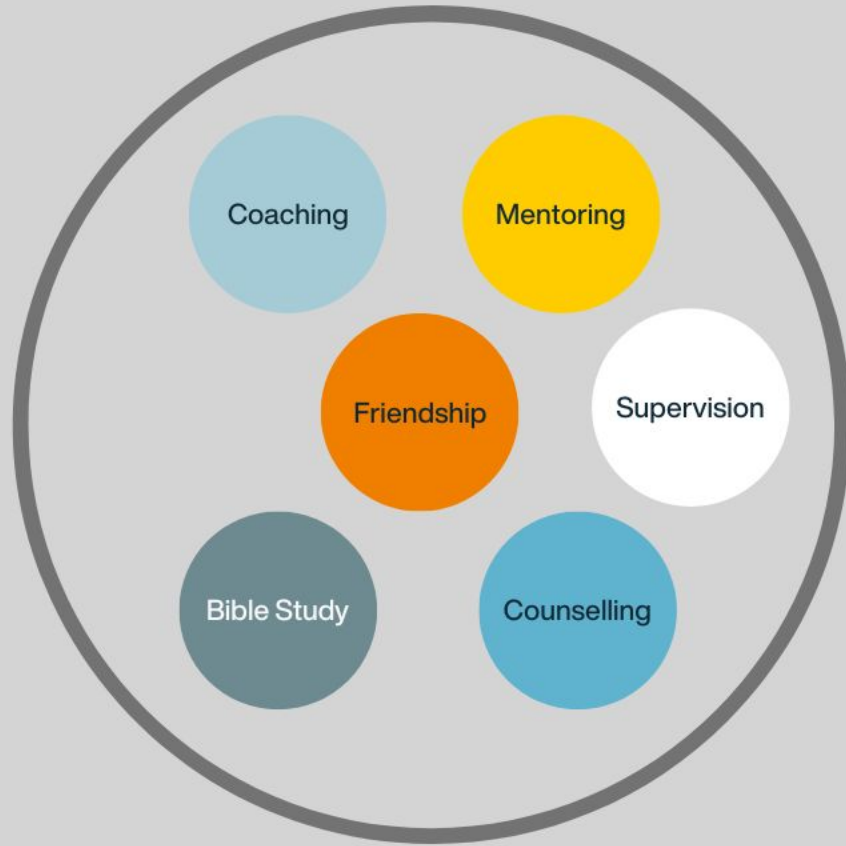 Coaching
Mentoring
Friendship
Supervision
Bible Study
Counselling